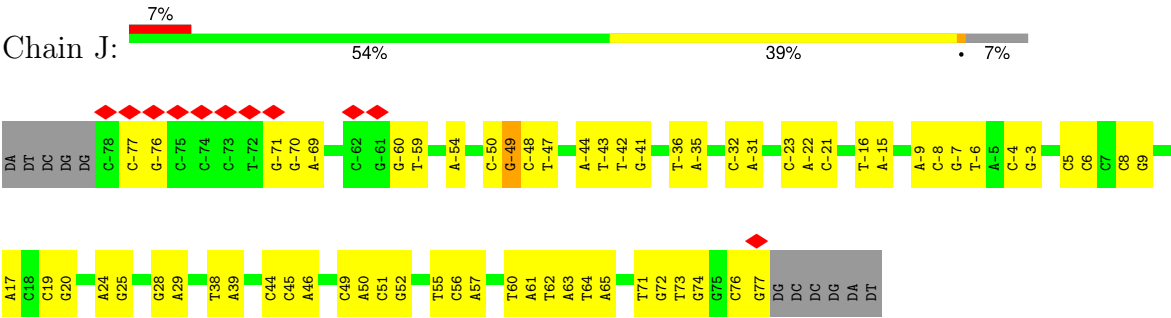 7%
Chain J:
54% 39% • 7%
DA DT DC DG DG C-78 C-77 G-76 C-75 C-74 C-73 T-72 G-71 G-70 A-69 C-62 G-61 G-60 T-59 A-54 C-50 G-49 C-48 T-47 A-44 T-43 T-42 G-41 T-36 A-35 C-32 A-31 C-23 A-22 C-21 T-16 A-15 A-9 C-8 G-7 T-6 A-5 C-4 G-3 C5 C6 C7 C8 G9
A17 C18 C19 G20 A24 G25 G28 A29 T38 A39 C44 C45 A46 C49 A50 C51 G52 T55 C56 A57 T60 A61 T62 A63 T64 A65 T71 G72 T73 G74 G75 C76 G77 DG DC DC DG DA DT